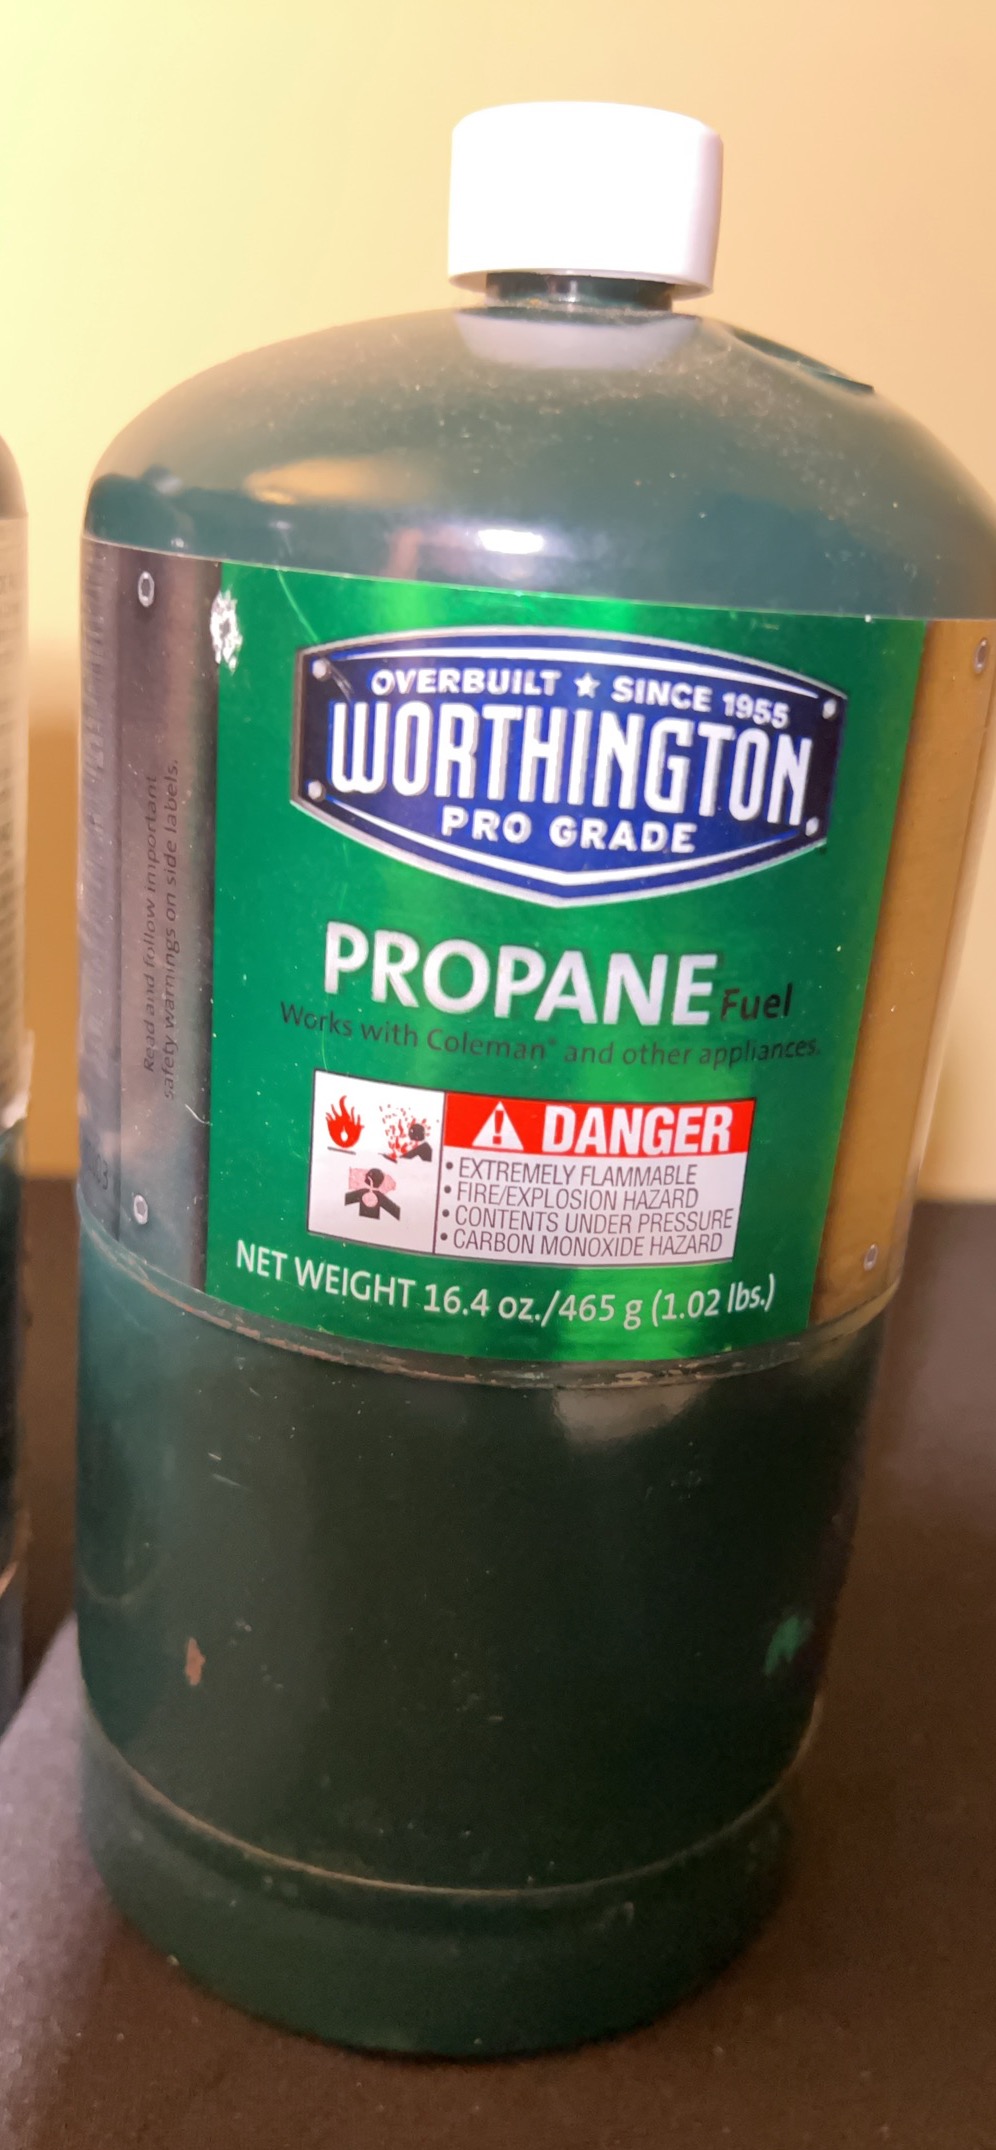 OVERBUILT ★ SINCE 1955
WORTHINGTON
PRO GRADE
PROPANE Fuel
Works with Coleman® and other appliances.
DANGER
• EXTREMELY FLAMMABLE
• FIRE/EXPLOSION HAZARD
• CONTENTS UNDER PRESSURE
• CARBON MONOXIDE HAZARD
NET WEIGHT 16.4 oz./465 g (1.02 lbs.)
Read and follow important
safety warnings on side labels.